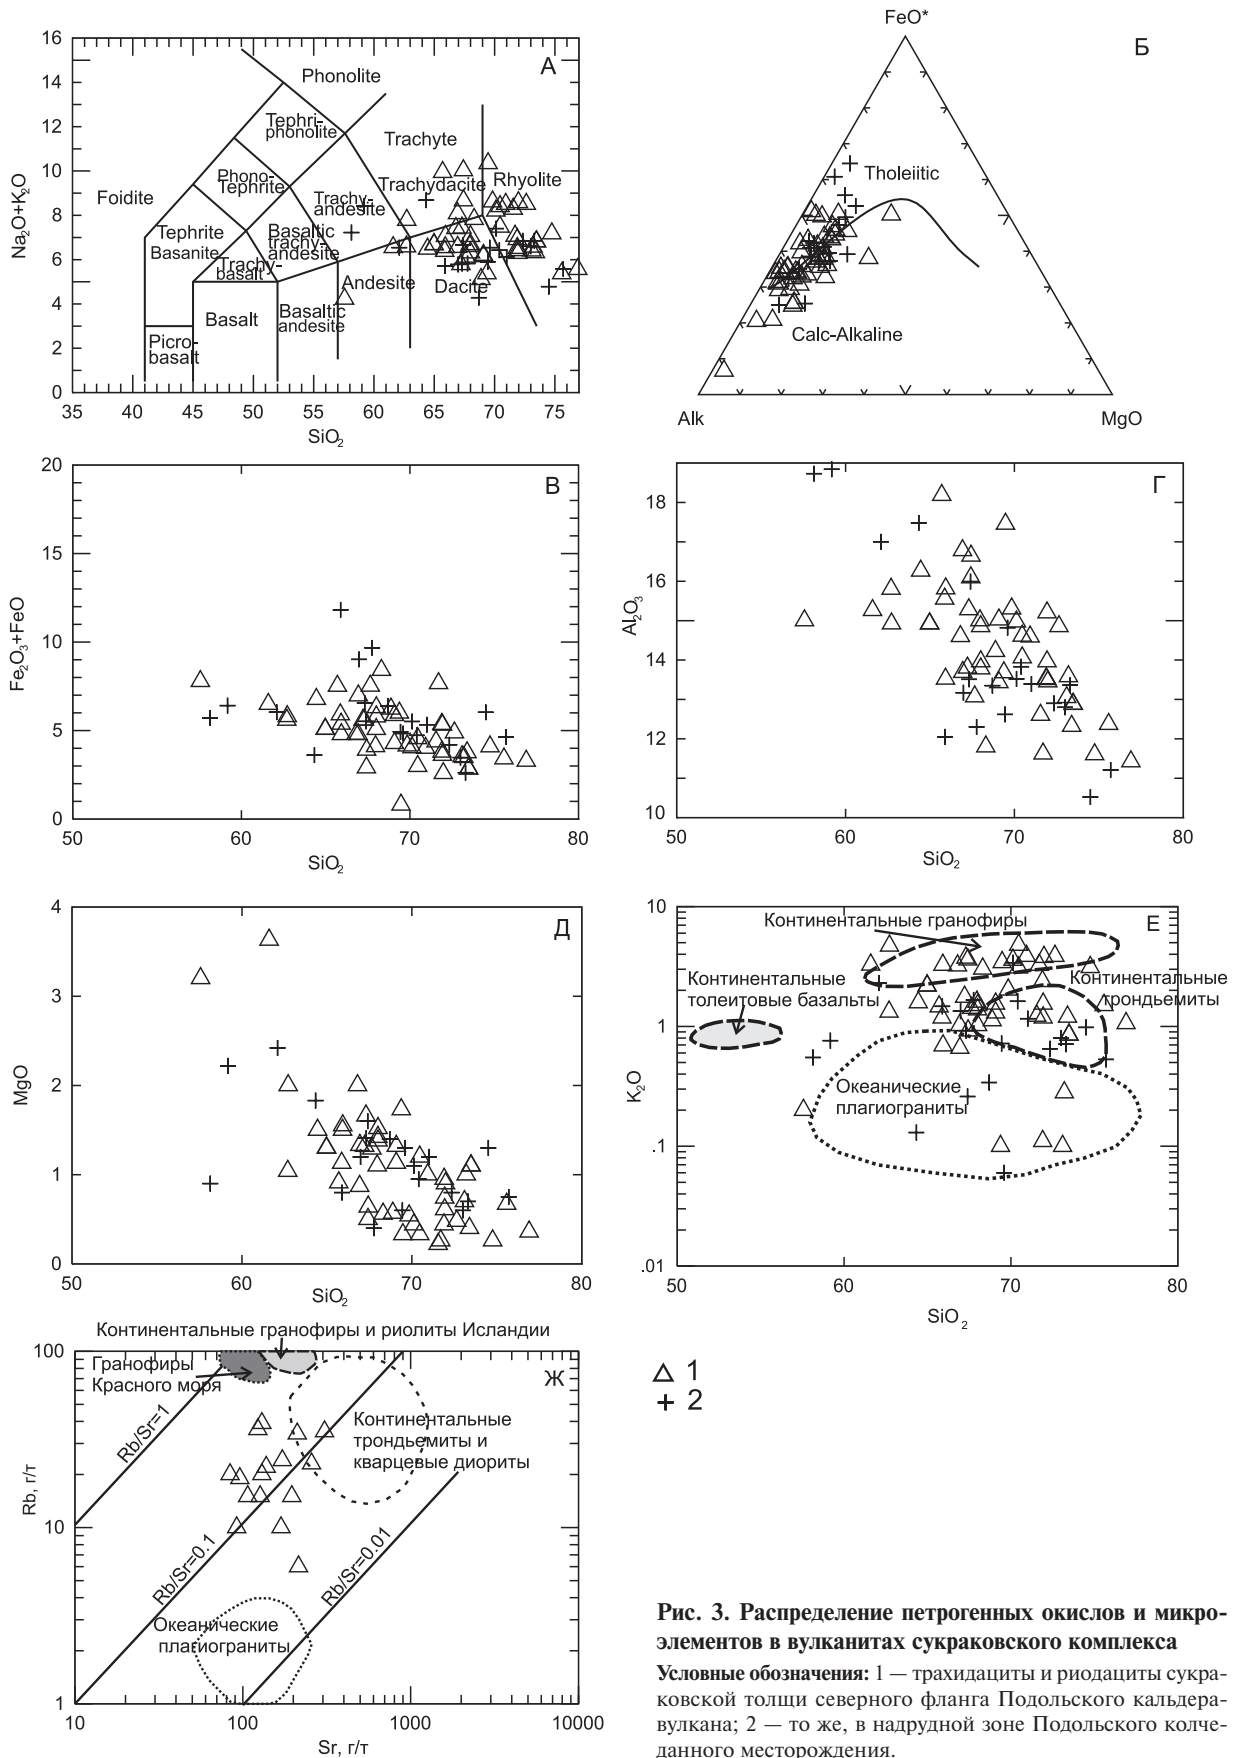 А
16
14
12
10
8
6
4
2
0
Na2O+K2O
35 40 45 50 55 60 65 70 75
SiO2
Phonolite
Tephri-
phonolite
Trachyte
Foidite
Phono-
Tephrite
Trachydacite
Rhyolite
Trachy-
andesite
Tephrite
Basanite
Basaltic
trachy-
andesite
Trachy-
basalt
Andesite
Dacite
Basalt
Basaltic
andesite
Picro-
basalt
Б
FeO*
Tholeiitic
Calc-Alkaline
Alk
MgO
В
20
15
10
5
0
Fe2O3+FeO
50 60 70 80
SiO2
Г
18
16
14
12
10
Al2O3
50 60 70 80
SiO2
Д
4
3
2
1
0
MgO
50 60 70 80
SiO2
Е
10
1
.1
.01
K2O
50 60 70 80
SiO2
Континентальные гранофиры
Континентальные
толеитовые базальты
Континентальные
трондьемиты
Океанические
плагиограниты
Континентальные гранофиры и риолиты Исландии
Ж
100
10
1
Rb, г/т
Гранофиры
Красного моря
Rb/Sr=1
Rb/Sr=0.1
Rb/Sr=0.01
Континентальные
трондьемиты и
кварцевые диориты
Океанические
плагиограниты
10 100 1000 10000
Sr, г/т
1
2
Рис. 3. Распределение петрогенных окислов и микро-
элементов в вулканитах сукраковского комплекса
Условные обозначения: 1 — трахидациты и риодациты сукра-
ковской толщи северного фланга Подольского кальдера-
вулкана; 2 — то же, в надрудной зоне Подольского колче-
данного месторождения.